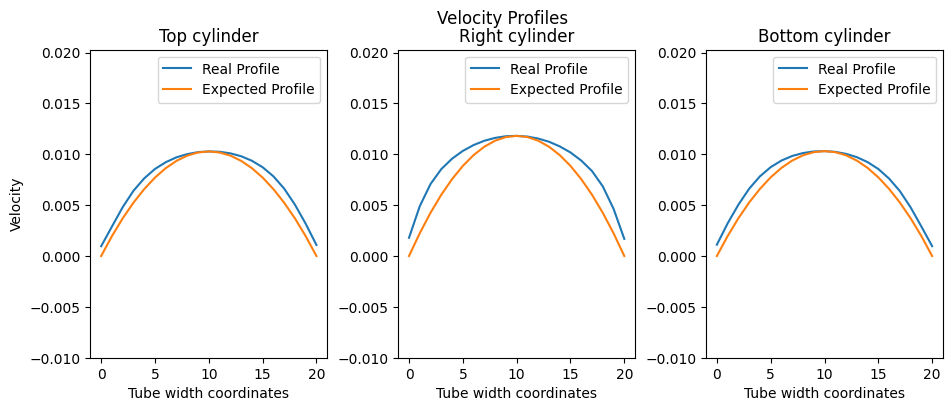 Velocity Profiles
Top cylinder
Right cylinder
Bottom cylinder
Velocity
0.020
0.015
0.010
0.005
0.000
−0.005
−0.010
Real Profile
Expected Profile
0 5 10 15 20
Tube width coordinates
0.020
0.015
0.010
0.005
0.000
−0.005
−0.010
Real Profile
Expected Profile
0 5 10 15 20
Tube width coordinates
0.020
0.015
0.010
0.005
0.000
−0.005
−0.010
Real Profile
Expected Profile
0 5 10 15 20
Tube width coordinates